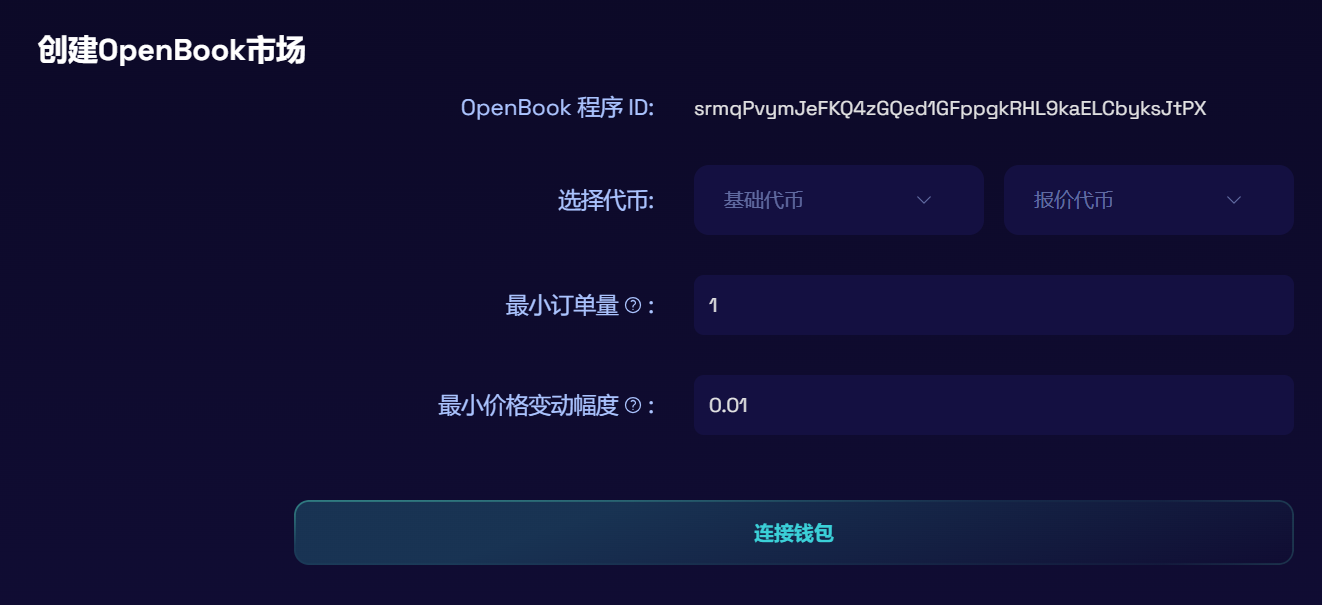 创建OpenBook市场
OpenBook 程序 ID: srmqPvymJeFKQ4zGQed1GFppgkRHL9kaELCbyksJtPX
选择代币: 基础代币 报价代币
最小订单量 ? : 1
最小价格变动幅度 ? : 0.01
连接钱包